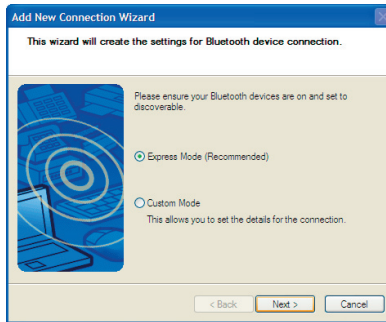 Add New Connection Wizard
This wizard will create the settings for Bluetooth device connection.
Please ensure your Bluetooth devices are on and set to
discoverable.
Express Mode (Recommended)
Custom Mode
This allows you to set the details for the connection.
< Back Next > Cancel